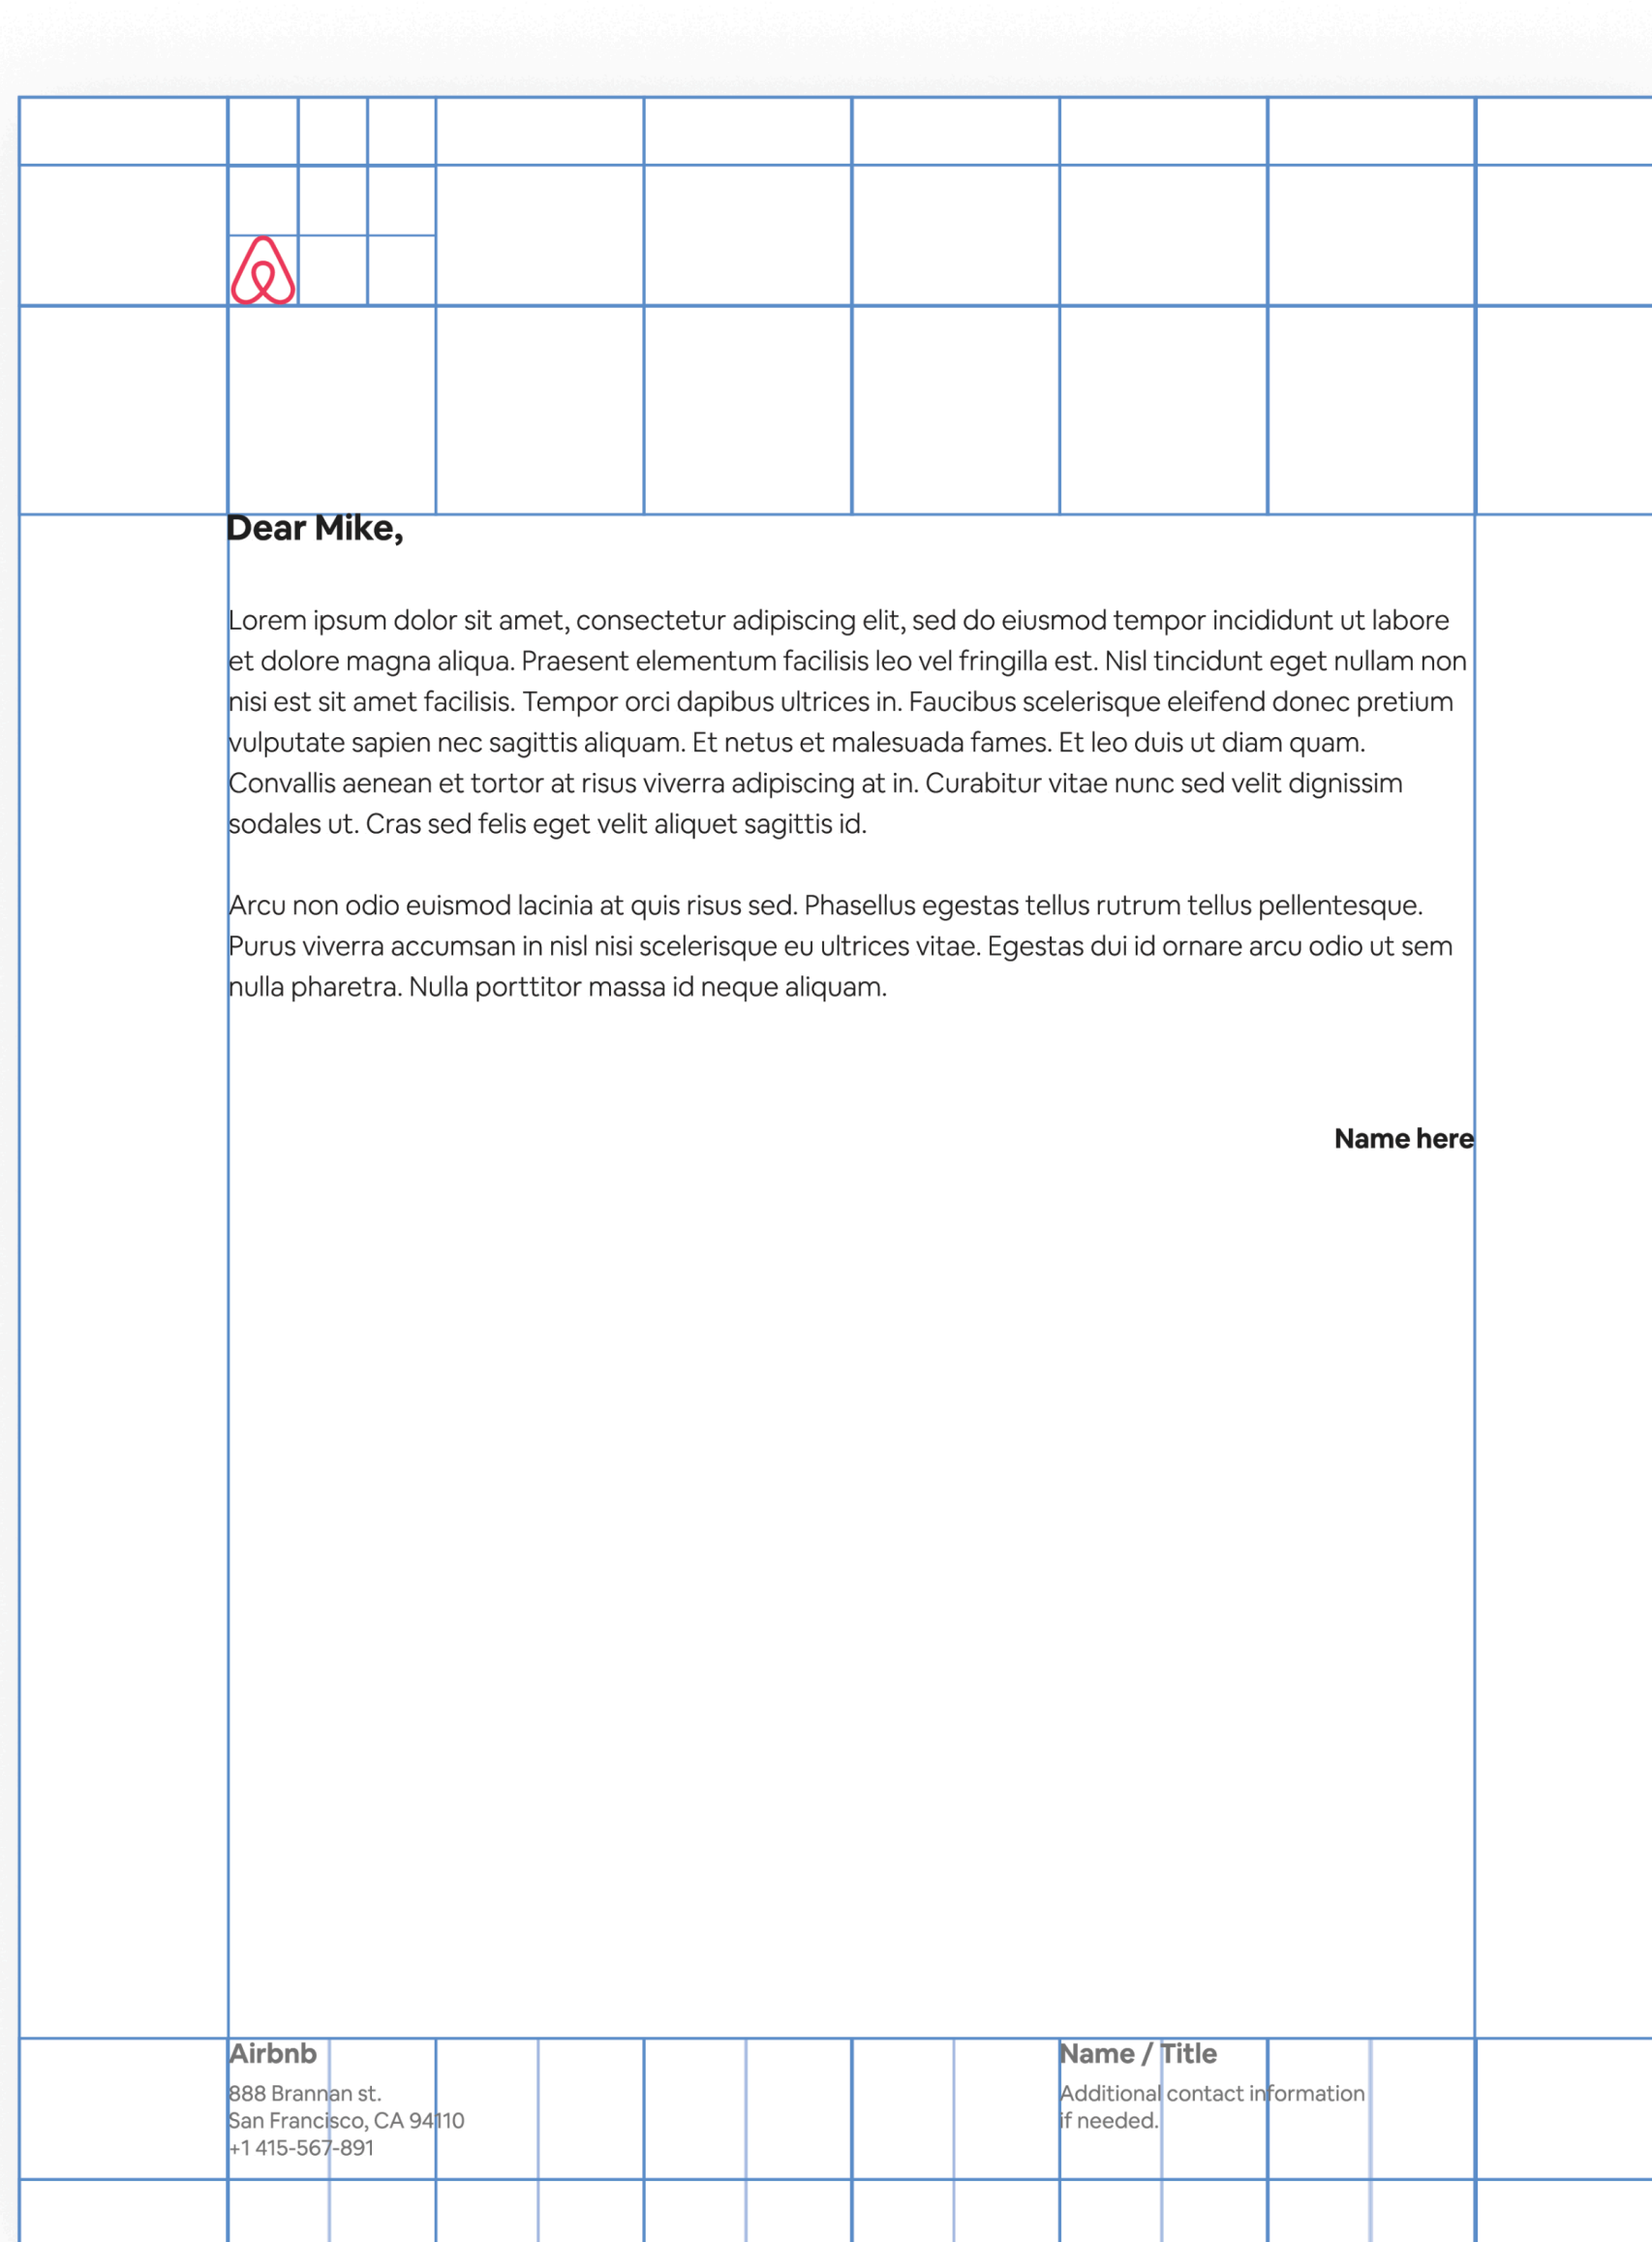 Dear Mike,
Lorem ipsum dolor sit amet, consectetur adipiscing elit, sed do eiusmod tempor incididunt ut labore
et dolore magna aliqua. Praesent elementum facilisis leo vel fringilla est. Nisl tincidunt eget nullam non
nisi est sit amet facilisis. Tempor orci dapibus ultrices in. Faucibus scelerisque eleifend donec pretium
vulputate sapien nec sagittis aliquam. Et netus et malesuada fames. Et leo duis ut diam quam.
Convallis aenean et tortor at risus viverra adipiscing at in. Curabitur vitae nunc sed velit dignissim
sodales ut. Cras sed felis eget velit aliquet sagittis id.
Arcu non odio euismod lacinia at quis risus sed. Phasellus egestas tellus rutrum tellus pellentesque.
Purus viverra accumsan in nisl nisi scelerisque eu ultrices vitae. Egestas dui id ornare arcu odio ut sem
nulla pharetra. Nulla porttitor massa id neque aliquam.
Name here
Airbnb
888 Brannan st.
San Francisco, CA 94110
+1 415-567-891
Name / Title
Additional contact information
if needed.